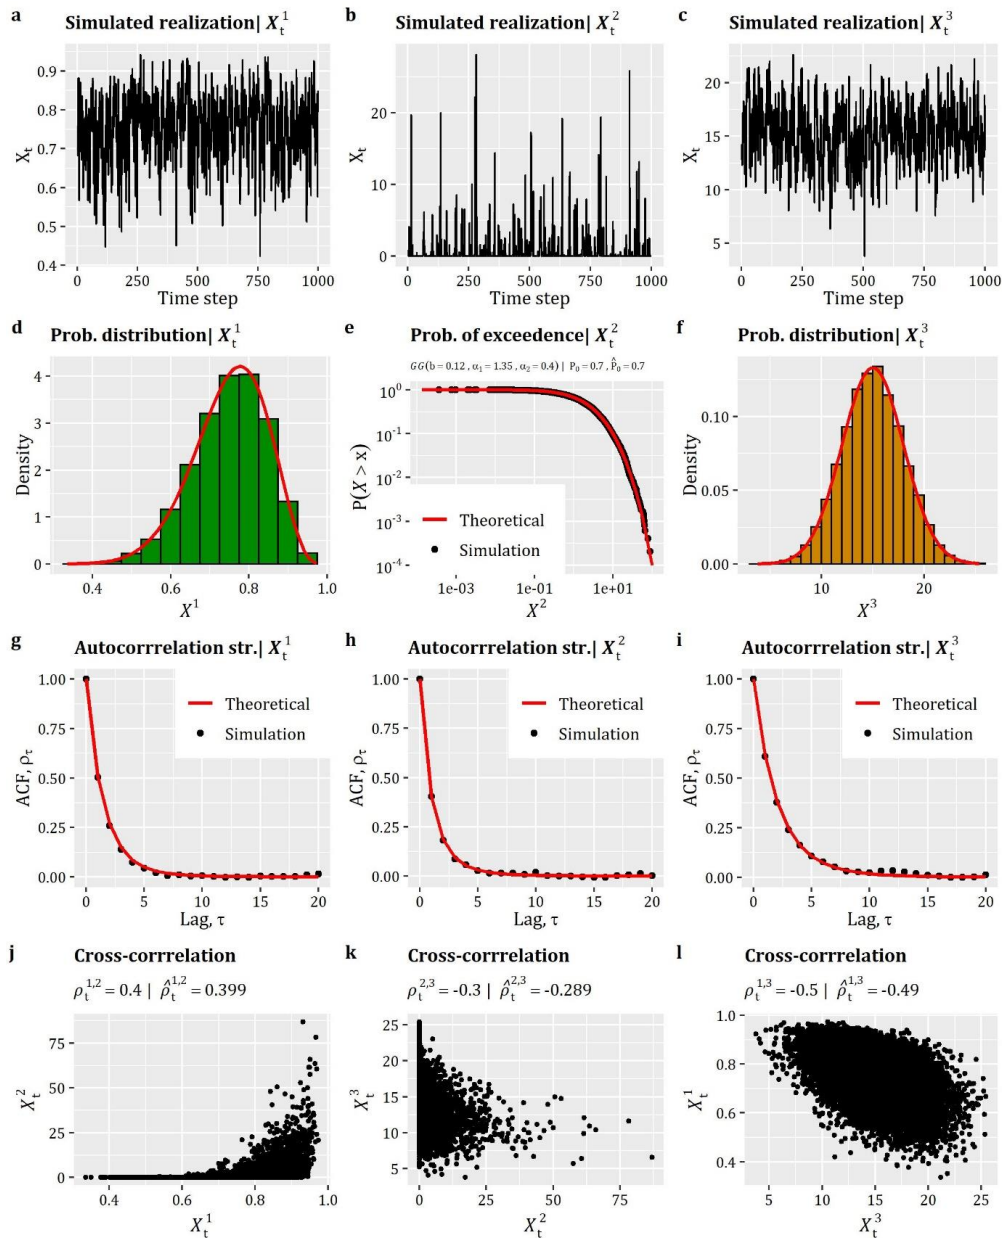 a Simulated realization| X_t^1
b Simulated realization| X_t^2
c Simulated realization| X_t^3
0.9
0.8
0.7
0.6
0.5
0.4
X_t
0 250 500 750 1000
Time step
20
10
0
X_t
0 250 500 750 1000
Time step
20
15
10
5
X_t
0 250 500 750 1000
Time step
d Prob. distribution| X_t^1
4
3
2
1
0
Density
0.4 0.6 0.8 1.0
X^1
e Prob. of exceedence| X_t^2
GG(b = 0.12 , α_1 = 1.35 , α_2 = 0.4) | P_0 = 0.7 , P̂_0 = 0.7
10^0
10^-1
10^-2
10^-3
10^-4
P(X > x)
Theoretical
Simulation
1e-03 1e-01 1e+01
X^2
f Prob. distribution| X_t^3
0.10
0.05
0.00
Density
10 20
X^3
g Autocorrrelation str.| X_t^1
1.00
0.75
0.50
0.25
0.00
ACF, ρ_τ
Theoretical
Simulation
0 5 10 15 20
Lag, τ
h Autocorrrelation str.| X_t^2
1.00
0.75
0.50
0.25
0.00
ACF, ρ_τ
Theoretical
Simulation
0 5 10 15 20
Lag, τ
i Autocorrrelation str.| X_t^3
1.00
0.75
0.50
0.25
0.00
ACF, ρ_τ
Theoretical
Simulation
0 5 10 15 20
Lag, τ
j Cross-corrrelation
ρ_t^1,2 = 0.4 | ρ̂_t^1,2 = 0.399
75
50
25
0
X_t^2
0.4 0.6 0.8 1.0
X_t^1
k Cross-corrrelation
ρ_t^2,3 = -0.3 | ρ̂_t^2,3 = -0.289
25
20
15
10
5
X_t^3
0 25 50 75
X_t^2
l Cross-corrrelation
ρ_t^1,3 = -0.5 | ρ̂_t^1,3 = -0.49
1.0
0.8
0.6
0.4
X_t^1
5 10 15 20 25
X_t^3